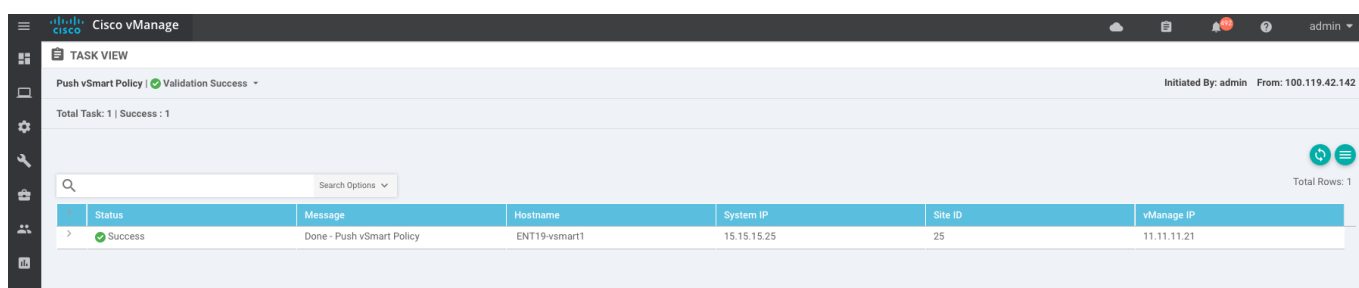 cisco Cisco vManage 492 admin
TASK VIEW
Push vSmart Policy | Validation Success Initiated By: admin From: 100.119.42.142
Total Task: 1 | Success : 1
Search Options Total Rows: 1
Status Message Hostname System IP Site ID vManage IP
Success Done - Push vSmart Policy ENT19-vsmart1 15.15.15.25 25 11.11.11.21